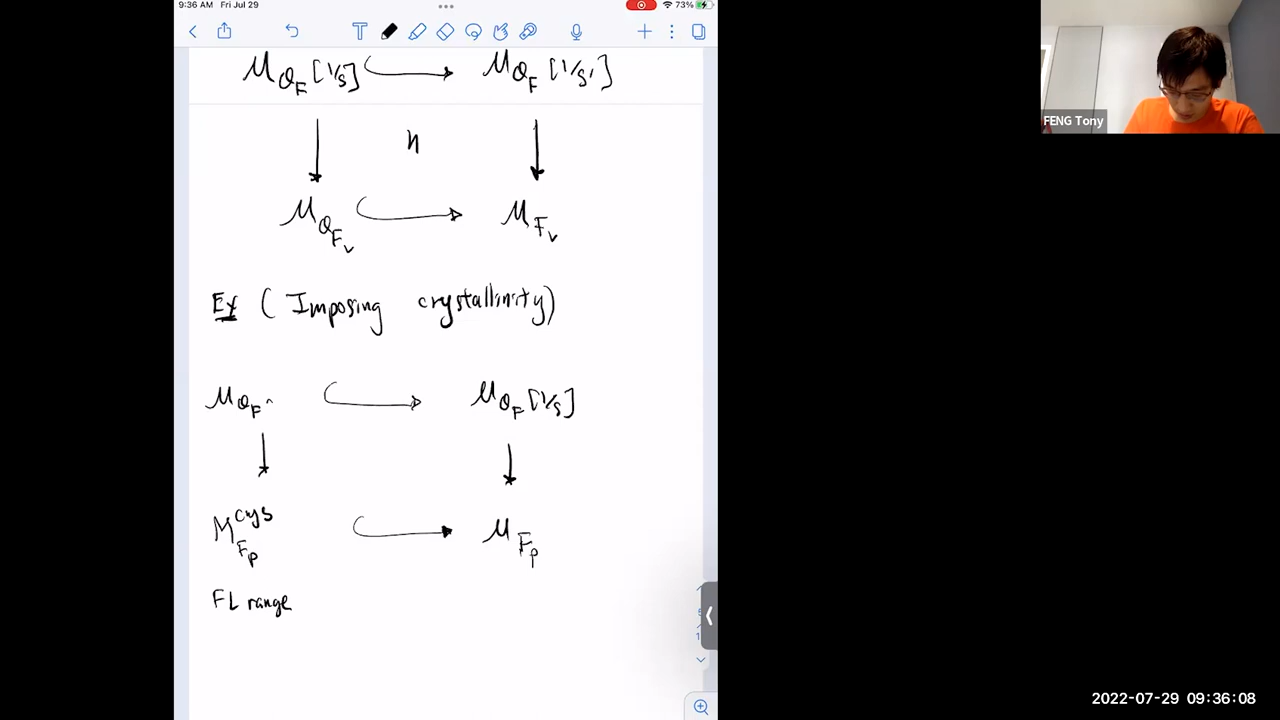 9:36 AM Fri Jul 29
73%
T
M_{O_F[1/S]} M_{O_F[1/S']}
M_{O_{F_v}} M_{F_v}
FENG Tony
Ex (Imposing crystallinity)
M_{O_F} M_{O_F[1/S]}
M_{F_p}^{crys} M_{F_p}
FL range
2022-07-29 09:36:08